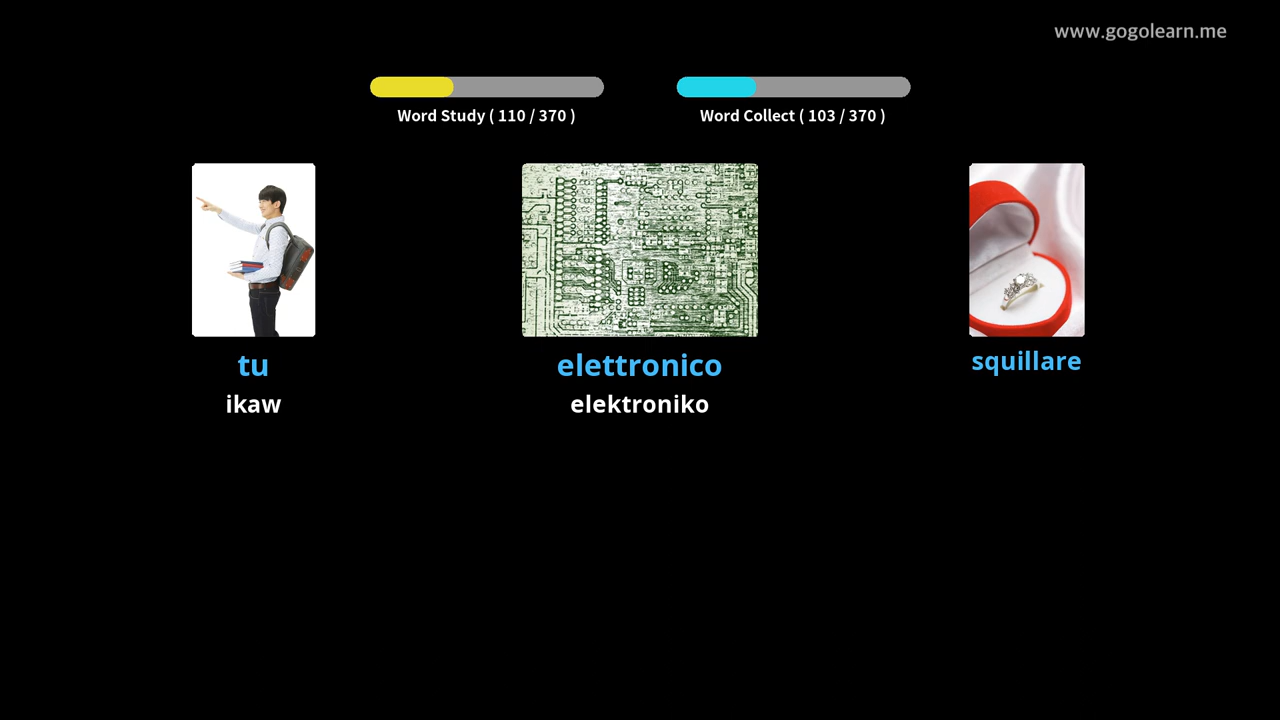 www.gogolearn.me
Word Study ( 110 / 370 )
Word Collect ( 103 / 370 )
tu
ikaw
elettronico
elektroniko
squillare